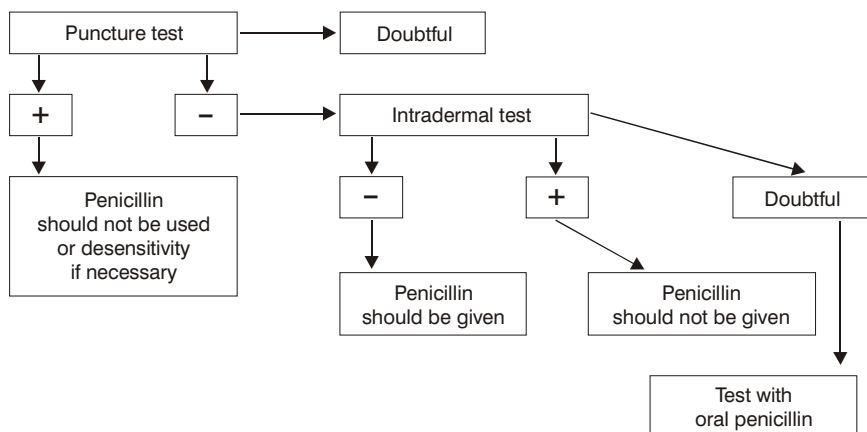 Puncture test
Doubtful
+
-
Intradermal test
Penicillin
should not be used
or desensitivity
if necessary
-
+
Doubtful
Penicillin
should be given
Penicillin
should not be given
Test with
oral penicillin